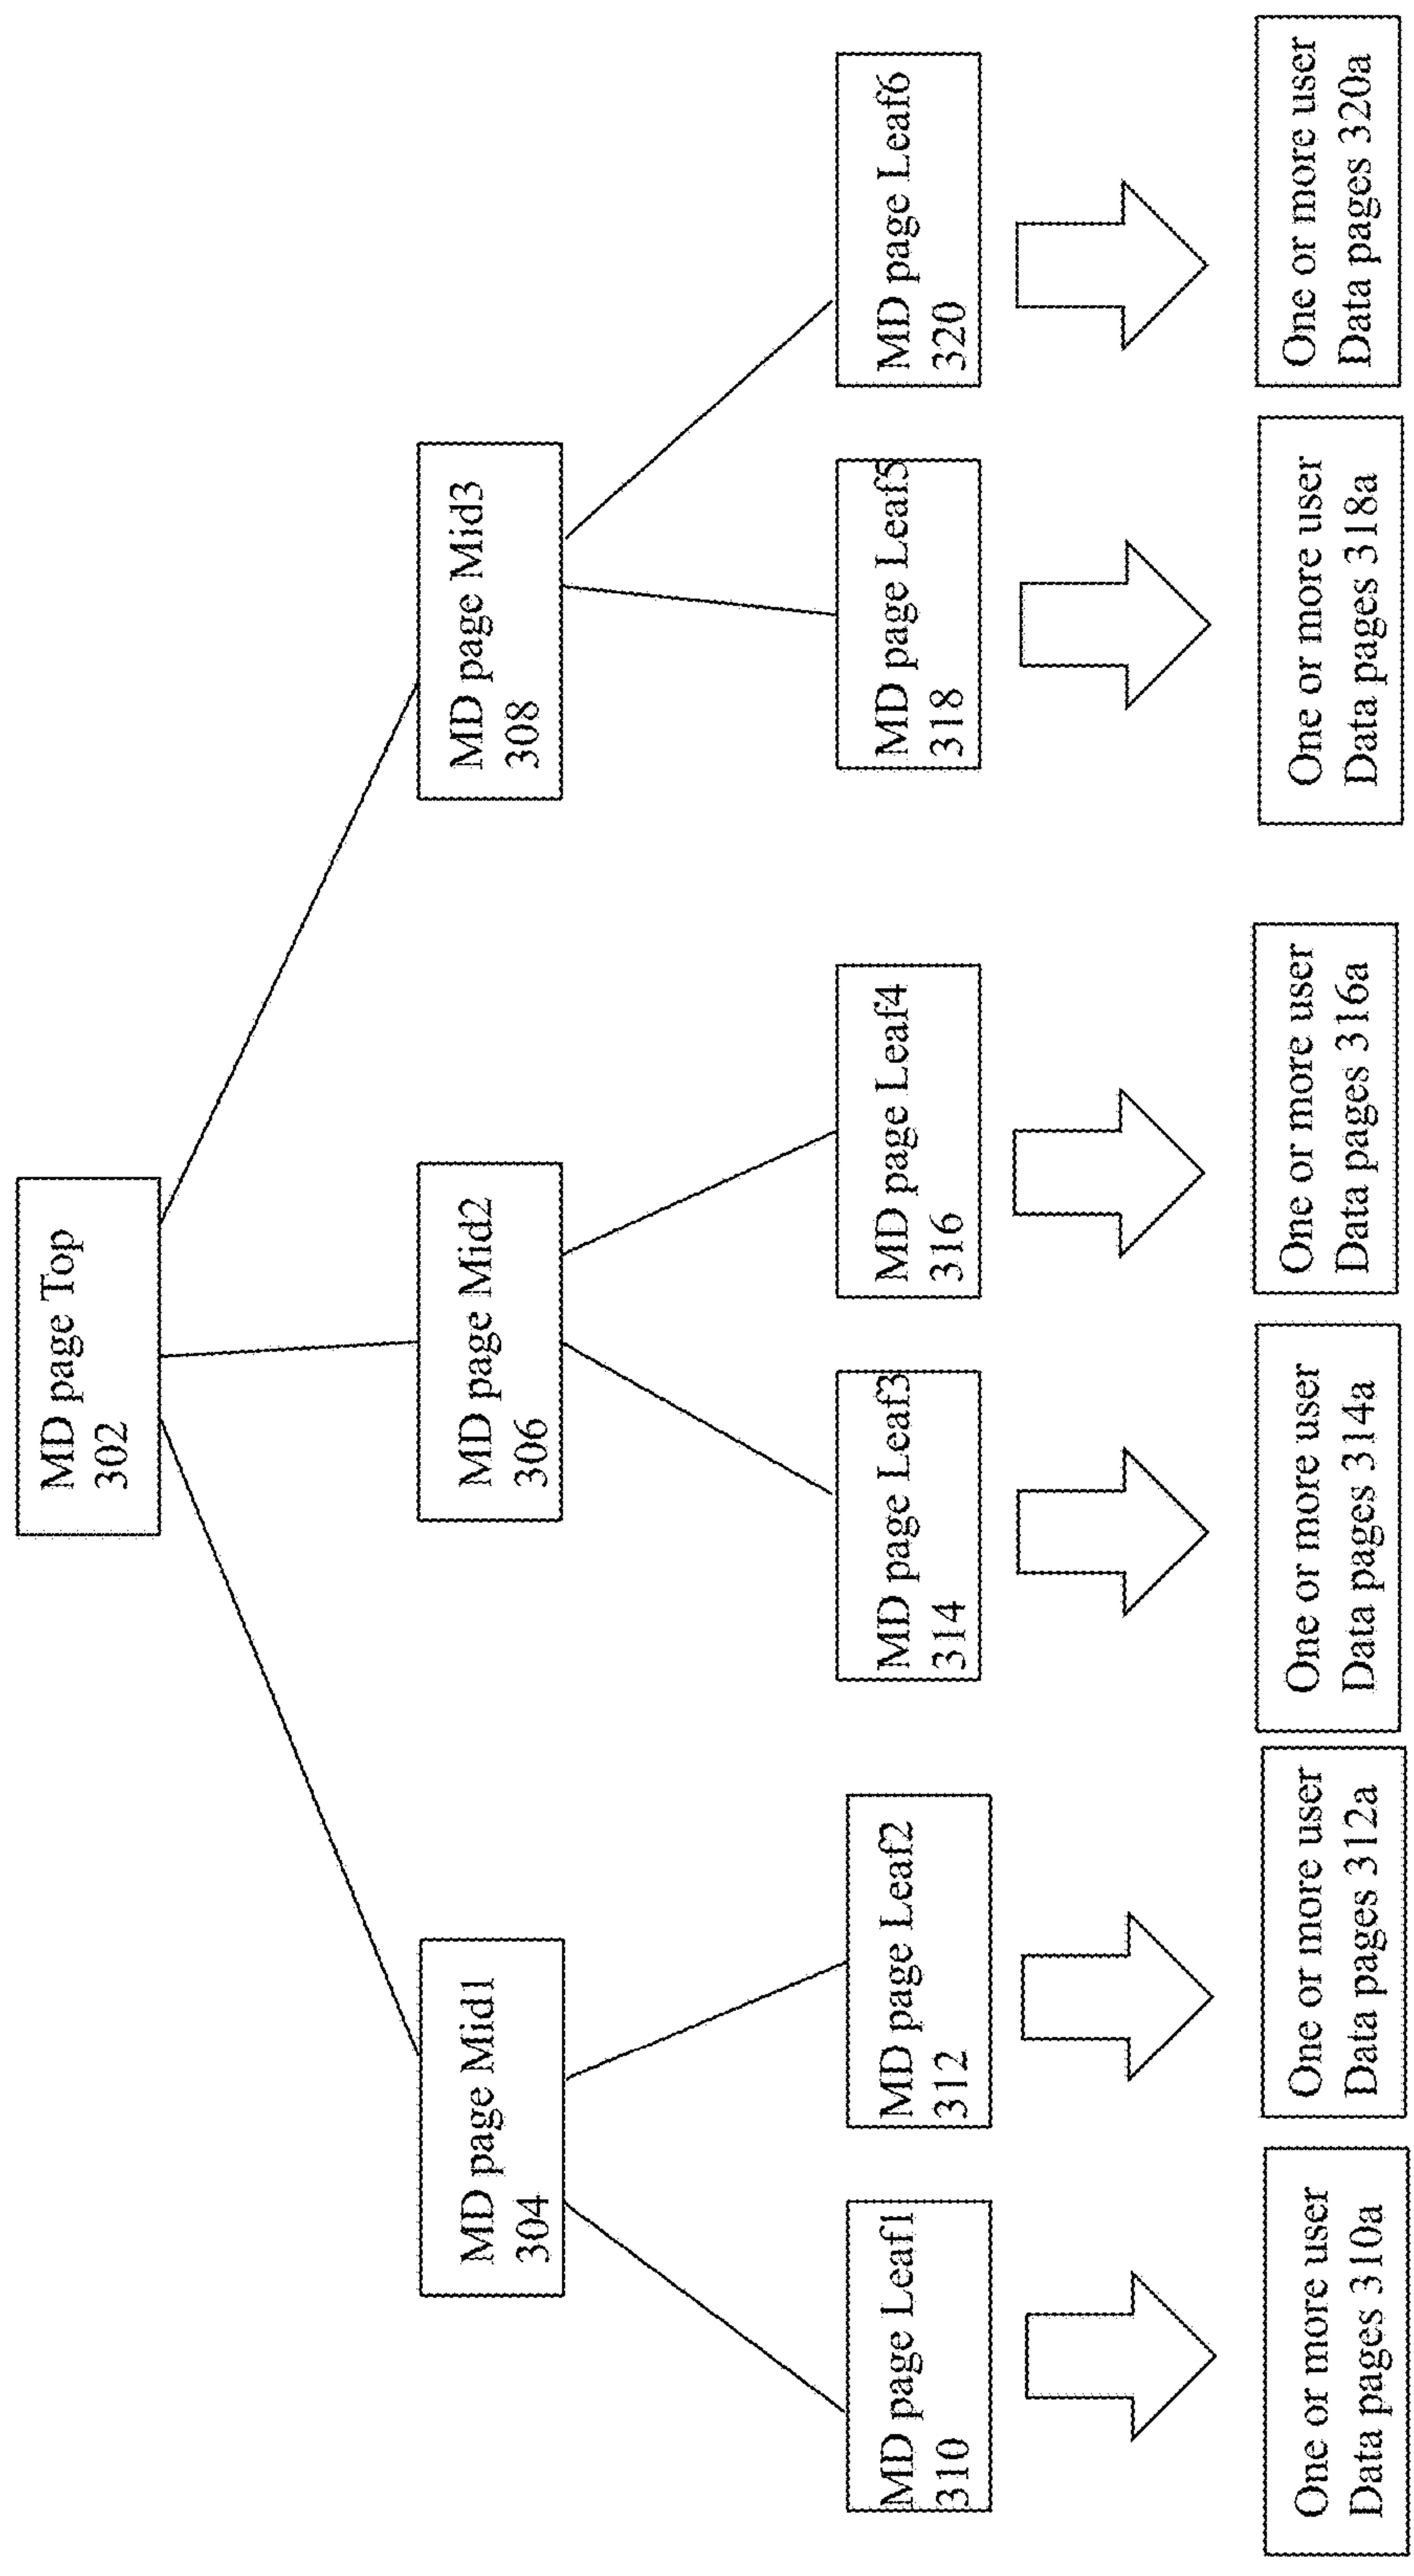 MD page Top
302
MD page Mid1
304
MD page Mid2
306
MD page Mid3
308
MD page Leaf1
310
MD page Leaf2
312
MD page Leaf3
314
MD page Leaf4
316
MD page Leaf5
318
MD page Leaf6
320
One or more user
Data pages 310a
One or more user
Data pages 312a
One or more user
Data pages 314a
One or more user
Data pages 316a
One or more user
Data pages 318a
One or more user
Data pages 320a